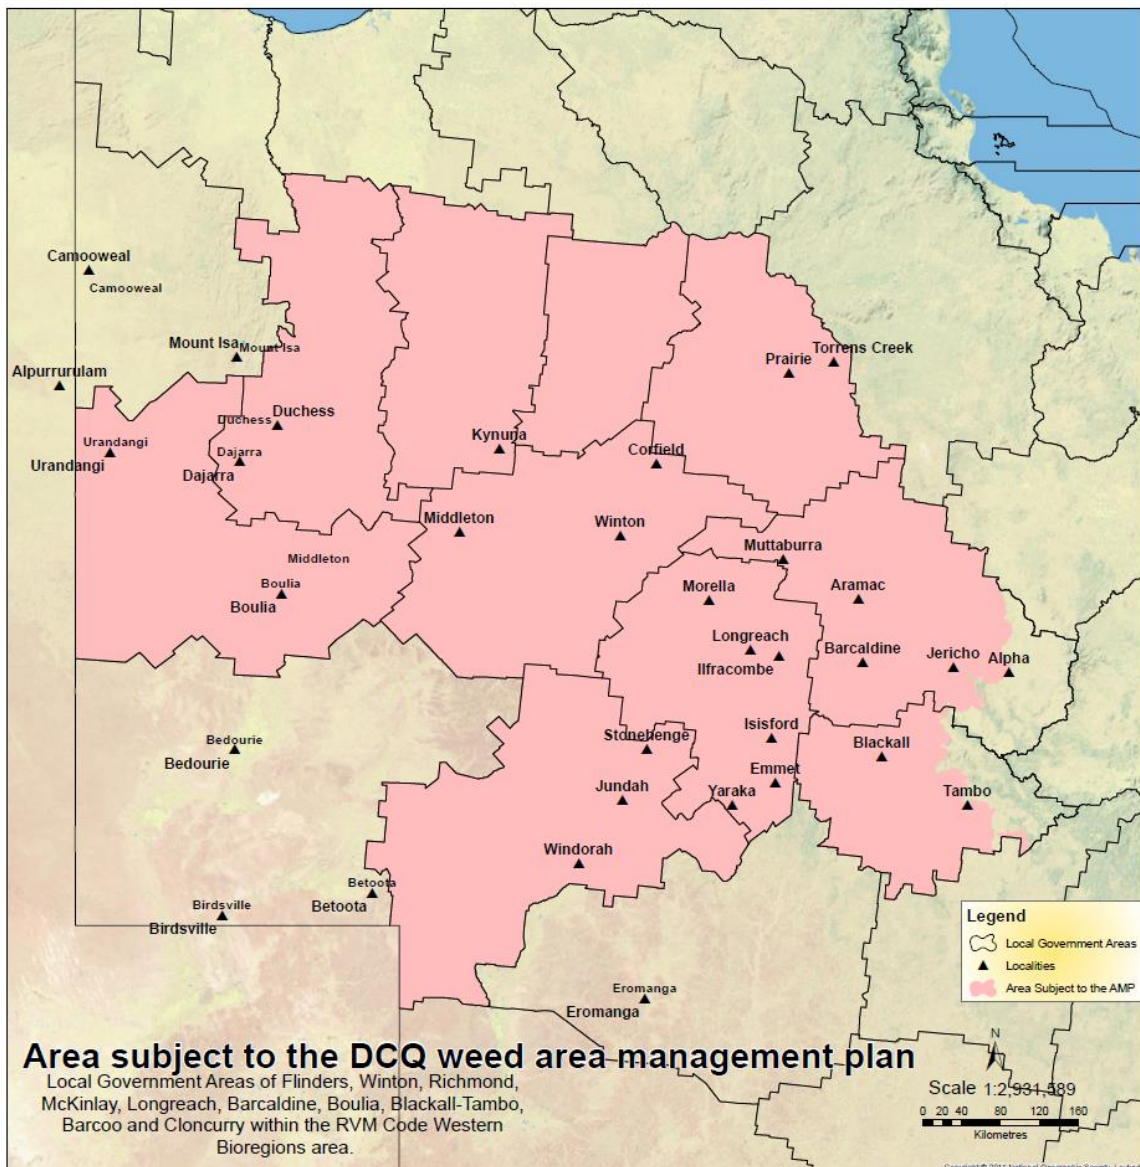 Camooweal
Camooweal
Mount Isa
Mount Isa
Alpurrurulam
Prairie
Torrens Creek
Duchess
Duchess
Urandangi
Urandangi
Dajarra
Dajarra
Kynuna
Corfield
Middleton
Winton
Muttaburra
Middleton
Boulia
Boulia
Morella
Aramac
Longreach
Ilfracombe
Barcaldine
Jericho
Alpha
Bedourie
Bedourie
Stonehenge
Isisford
Blackall
Jundah
Emmet
Yaraka
Tambo
Windorah
Betoota
Betoota
Birdsville
Birdsville
Eromanga
Eromanga
Legend
Local Government Areas
Localities
Area Subject to the AMP
Area subject to the DCQ weed area management plan
Local Government Areas of Flinders, Winton, Richmond,
McKinlay, Longreach, Barcaldine, Boulia, Blackall-Tambo,
Barcoo and Cloncurry within the RVM Code Western
Bioregions area.
N
Scale 1:2,931,589
0 20 40 80 120 160
Kilometres